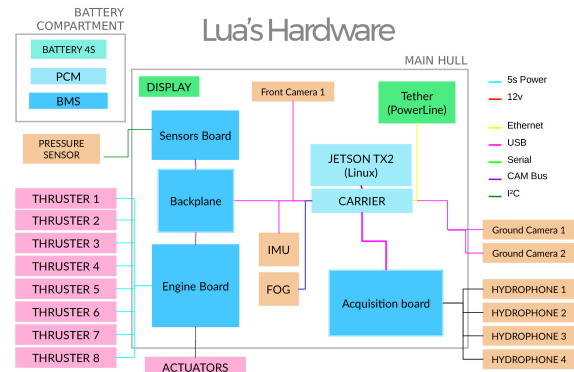 Lua's Hardware
BATTERY
COMPARTMENT
BATTERY 4S
PCM
BMS
MAIN HULL
DISPLAY
Front Camera 1
Tether
(PowerLine)
Sensors Board
PRESSURE
SENSOR
JETSON TX2
(Linux)
CARRIER
Backplane
THRUSTER 1
THRUSTER 2
THRUSTER 3
THRUSTER 4
THRUSTER 5
THRUSTER 6
THRUSTER 7
THRUSTER 8
IMU
FOG
Engine Board
Acquisition board
ACTUATORS
5s Power
12v
Ethernet
USB
Serial
CAM Bus
I²C
Ground Camera 1
Ground Camera 2
HYDROPHONE 1
HYDROPHONE 2
HYDROPHONE 3
HYDROPHONE 4